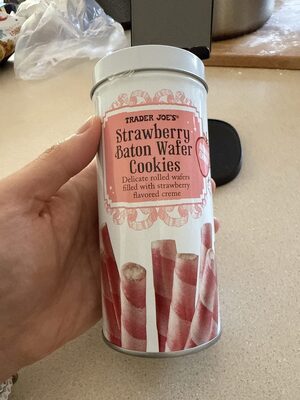 TRADER JOE'S®
Strawberry
Baton Wafer
Cookies
Delicate rolled wafers
filled with strawberry
flavored creme